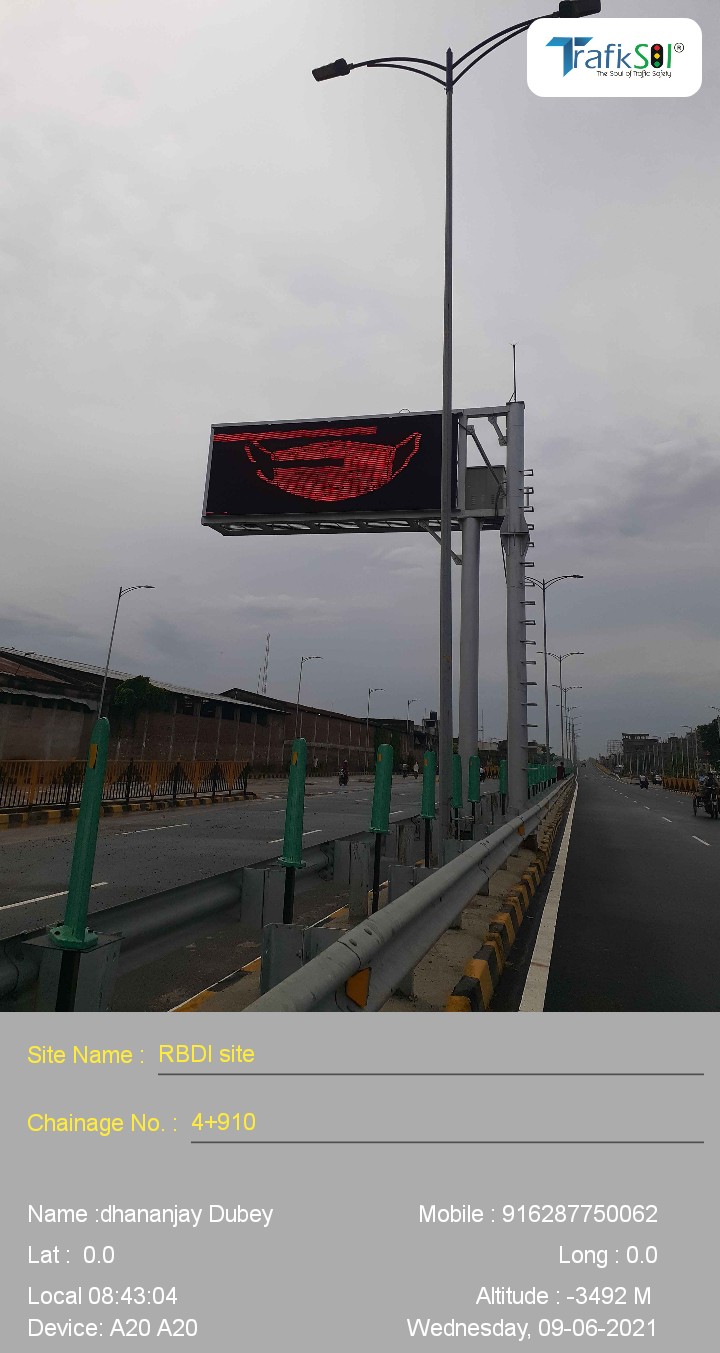 TrafikSol®
The Soul of Traffic Safety
Site Name : RBDI site
Chainage No. : 4+910
Name :dhananjay Dubey
Mobile : 916287750062
Lat : 0.0
Long : 0.0
Local 08:43:04
Altitude : -3492 M
Device: A20 A20
Wednesday, 09-06-2021